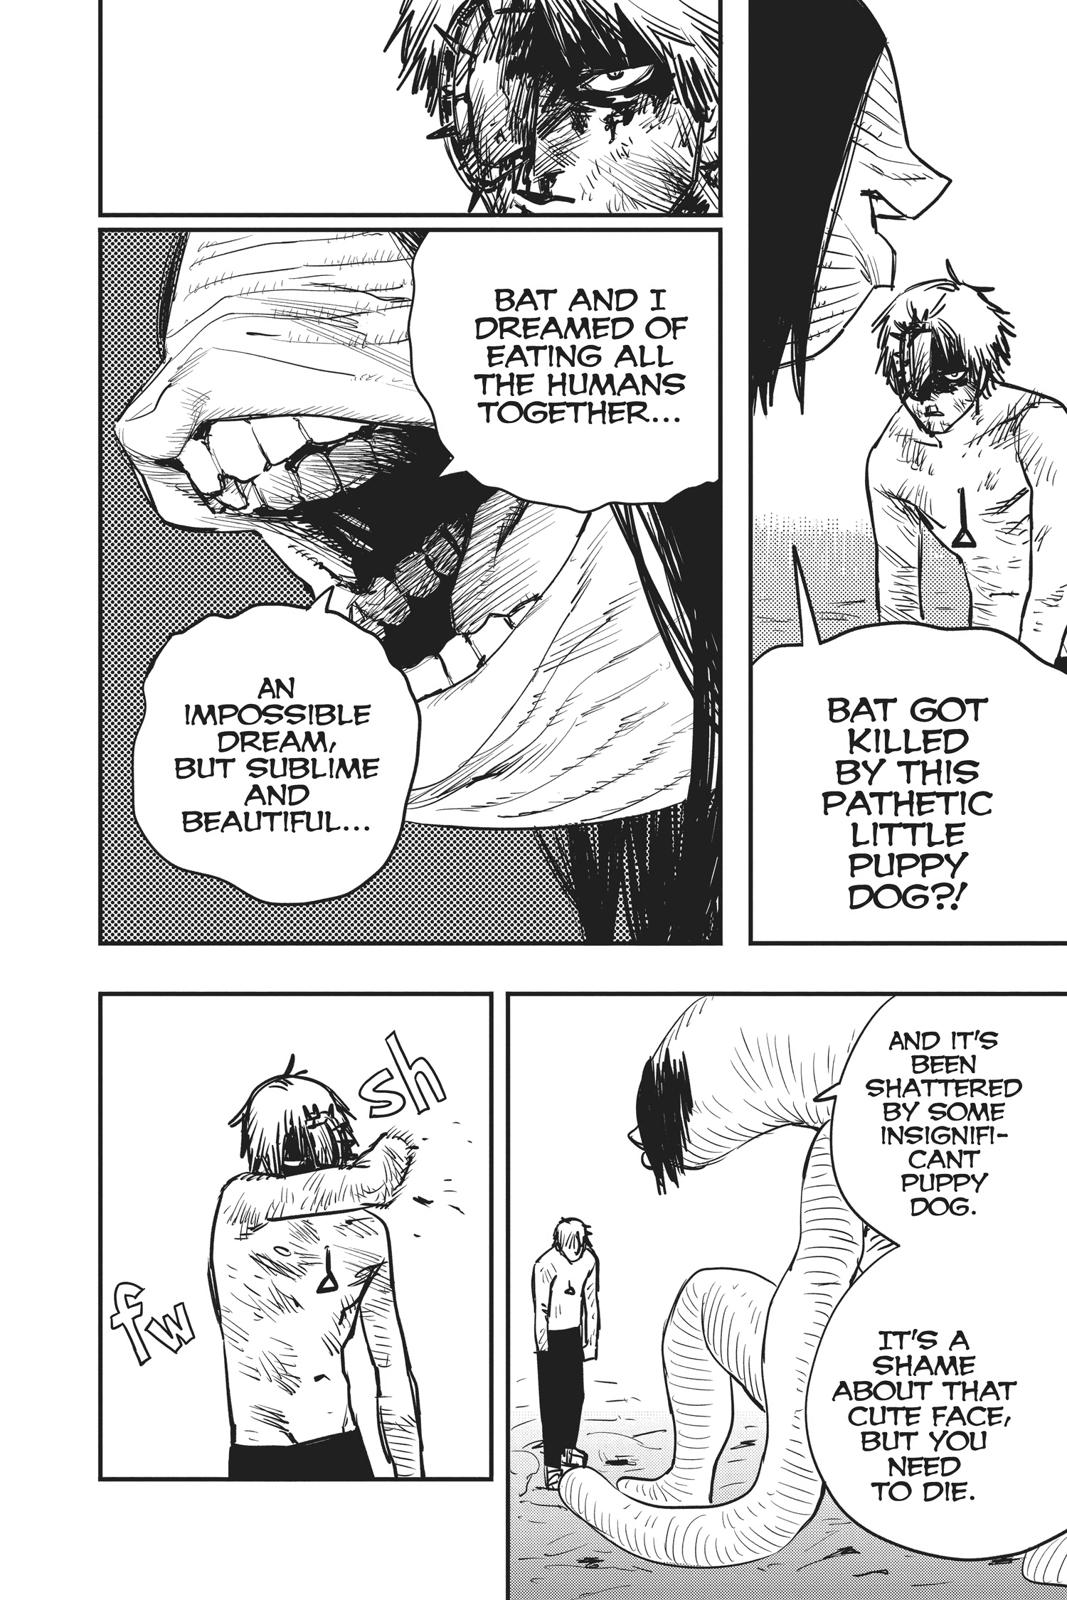 BAT GOT
KILLED
BY THIS
PATHETIC
LITTLE
PUPPY
DOG?!
BAT AND I
DREAMED OF
EATING ALL
THE HUMANS
TOGETHER...
AN
IMPOSSIBLE
DREAM,
BUT SUBLIME
AND
BEAUTIFUL...
AND IT'S
BEEN
SHATTERED
BY SOME
INSIGNIFI-
CANT
PUPPY
DOG.
IT'S A
SHAME
ABOUT THAT
CUTE FACE,
BUT YOU
NEED
TO DIE.
fw
sh